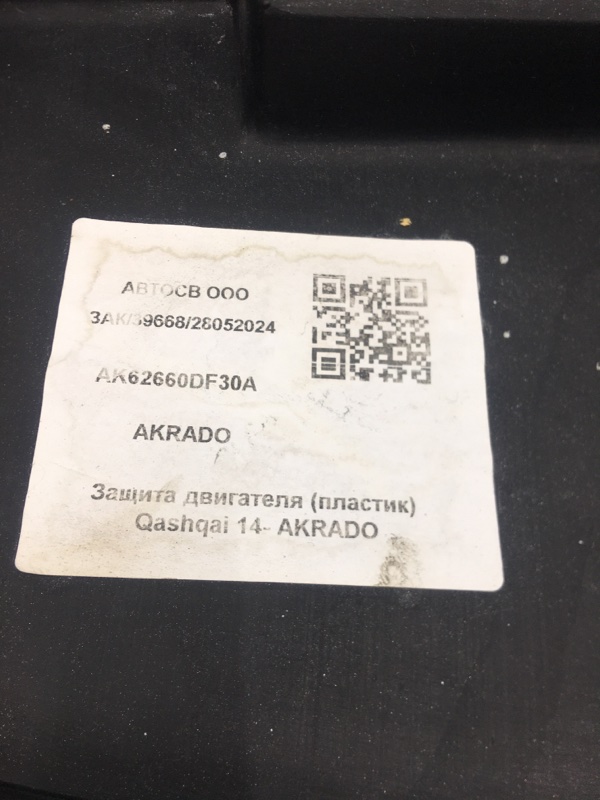 АВТОСВ ООО
ЗАК/39668/28052024
AK62660DF30A
AKRADO
Защита двигателя (пластик)
Qashqai 14- AKRADO